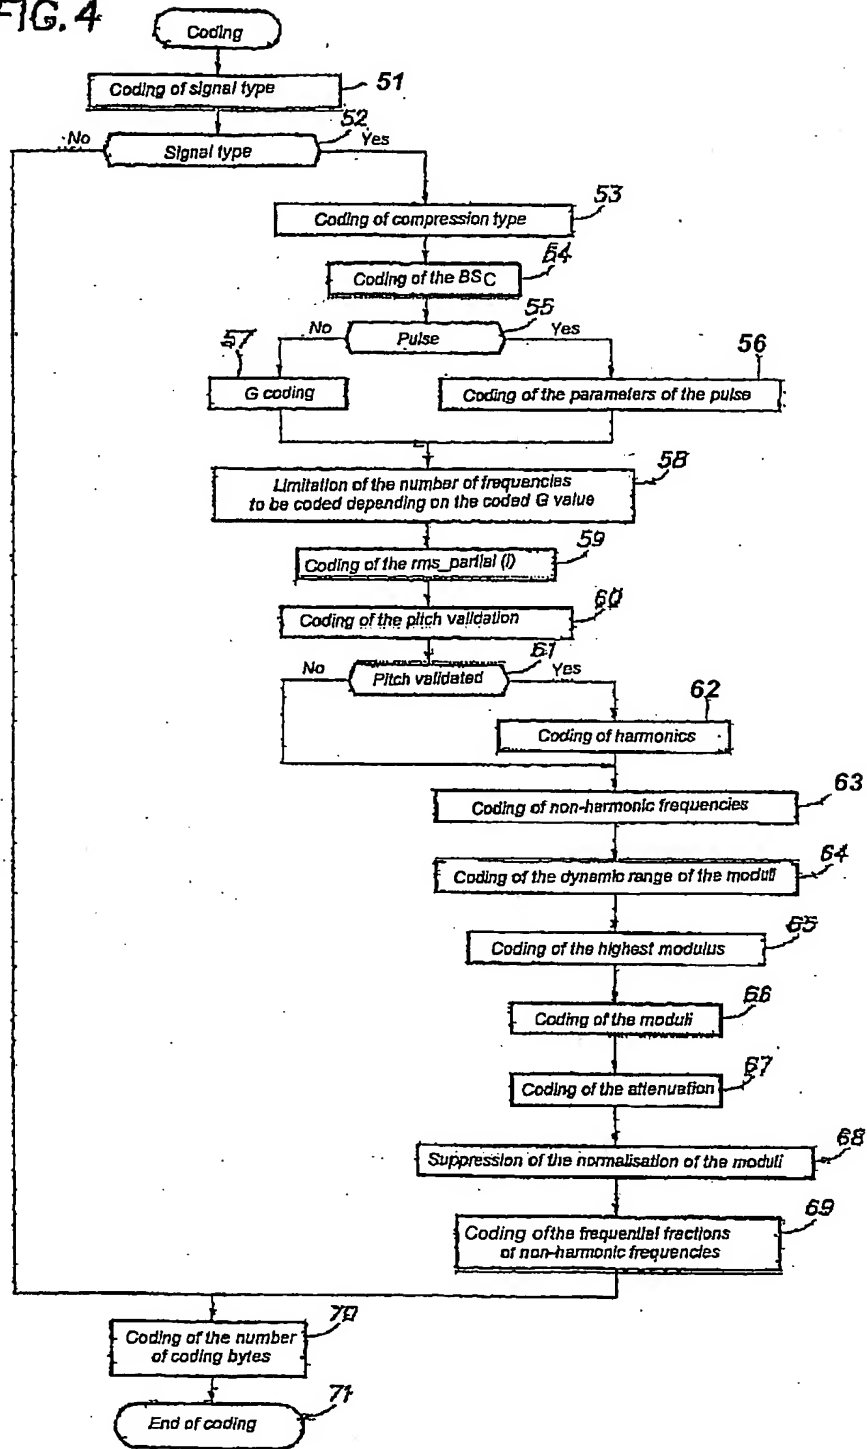 FIG. 4
Coding
Coding of signal type
51
52
No
Signal type
Yes
53
Coding of compression type
54
Coding of the BSC
55
57
No
Pulse
Yes
56
G coding
Coding of the parameters of the pulse
58
Limitation of the number of frequencies
to be coded depending on the coded G value
59
Coding of the rms_partial (i)
60
Coding of the pitch validation
61
No
Pitch validated
Yes
62
Coding of harmonics
63
Coding of non-harmonic frequencies
64
Coding of the dynamic range of the moduli
65
Coding of the highest modulus
66
Coding of the moduli
67
Coding of the attenuation
68
Suppression of the normalisation of the moduli
69
Coding of the frequential fractions
of non-harmonic frequencies
70
Coding of the number
of coding bytes
71
End of coding